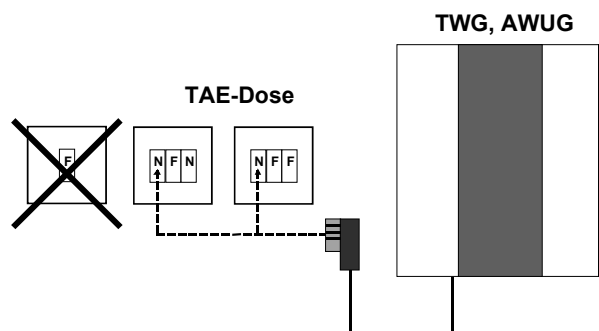 TWG, AWUG
TAE-Dose
F
N F N
N F F